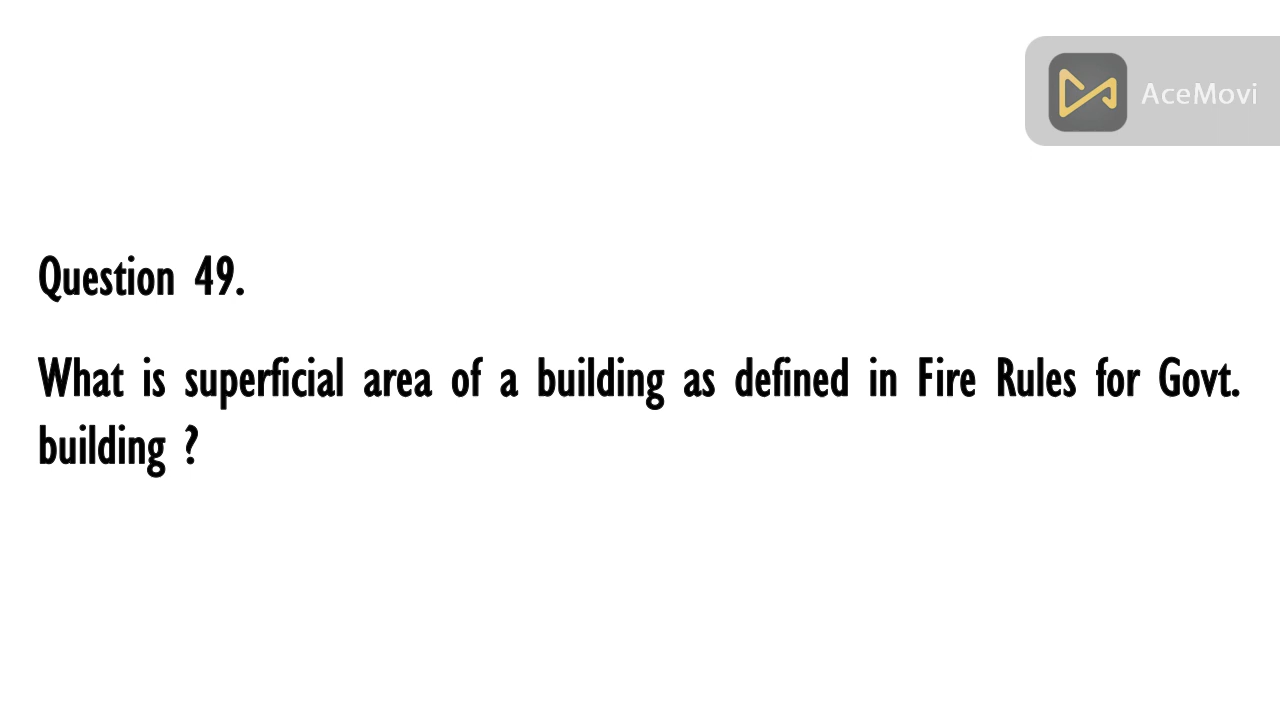 AceMovi
Question 49.
What is superficial area of a building as defined in Fire Rules for Govt.
building ?